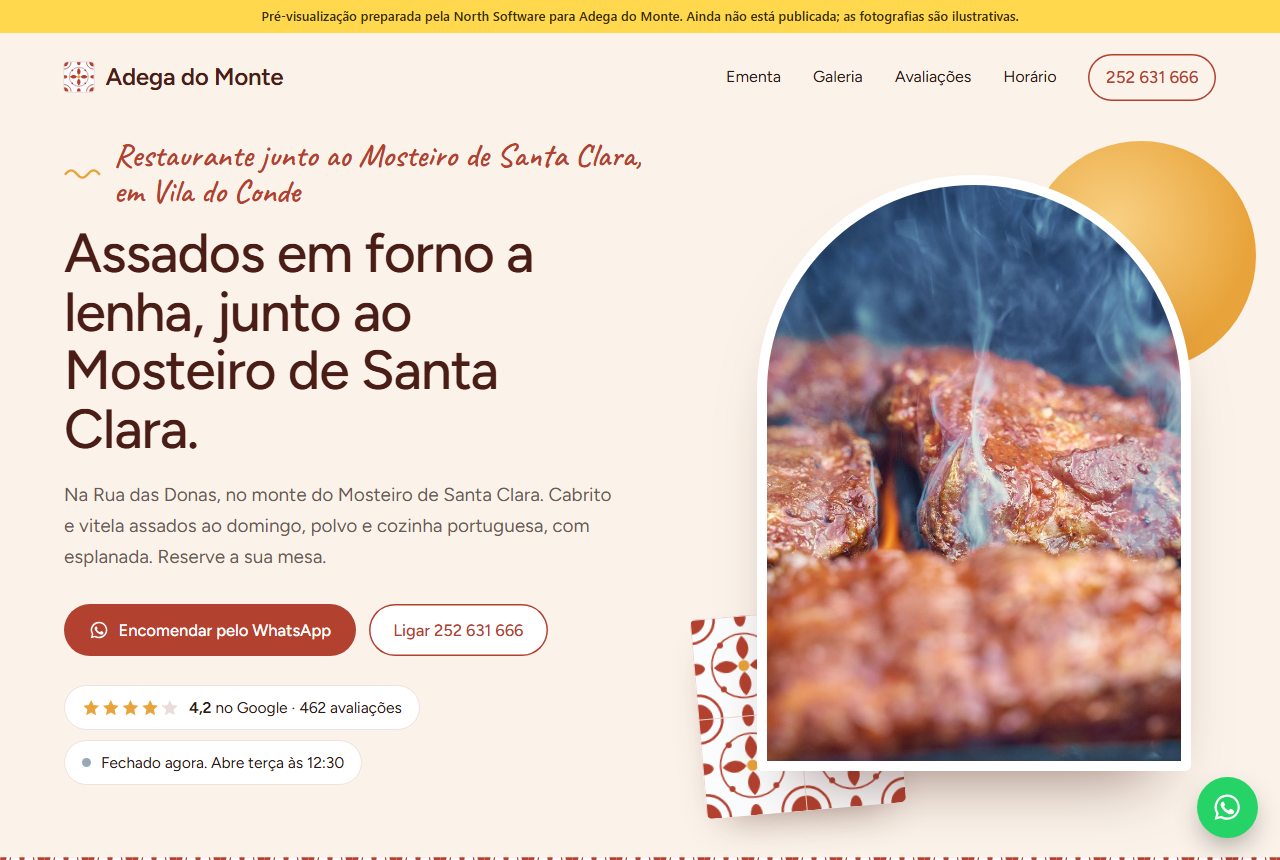 Pré-visualização preparada pela North Software para Adega do Monte. Ainda não está publicada; as fotografias são ilustrativas.
Adega do Monte
Ementa
Galeria
Avaliações
Horário
252 631 666
Restaurante junto ao Mosteiro de Santa Clara,
em Vila do Conde
Assados em forno a
lenha, junto ao
Mosteiro de Santa
Clara.
Na Rua das Donas, no monte do Mosteiro de Santa Clara. Cabrito
e vitela assados ao domingo, polvo e cozinha portuguesa, com
esplanada. Reserve a sua mesa.
Encomendar pelo WhatsApp
Ligar 252 631 666
4,2 no Google · 462 avaliações
Fechado agora. Abre terça às 12:30